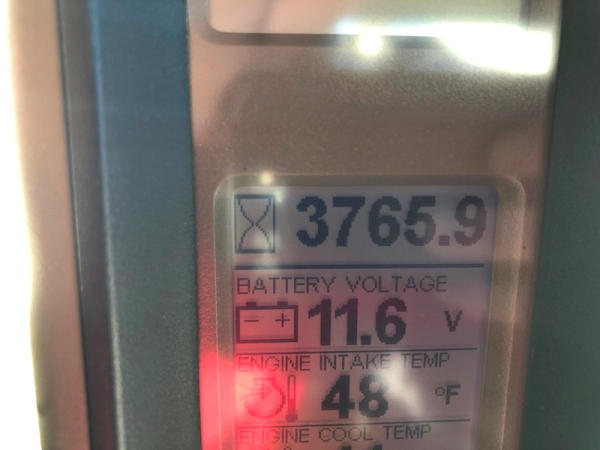 3765.9
BATTERY VOLTAGE
- + 11.6 V
ENGINE INTAKE TEMP
48 °F
ENGINE COOL TEMP